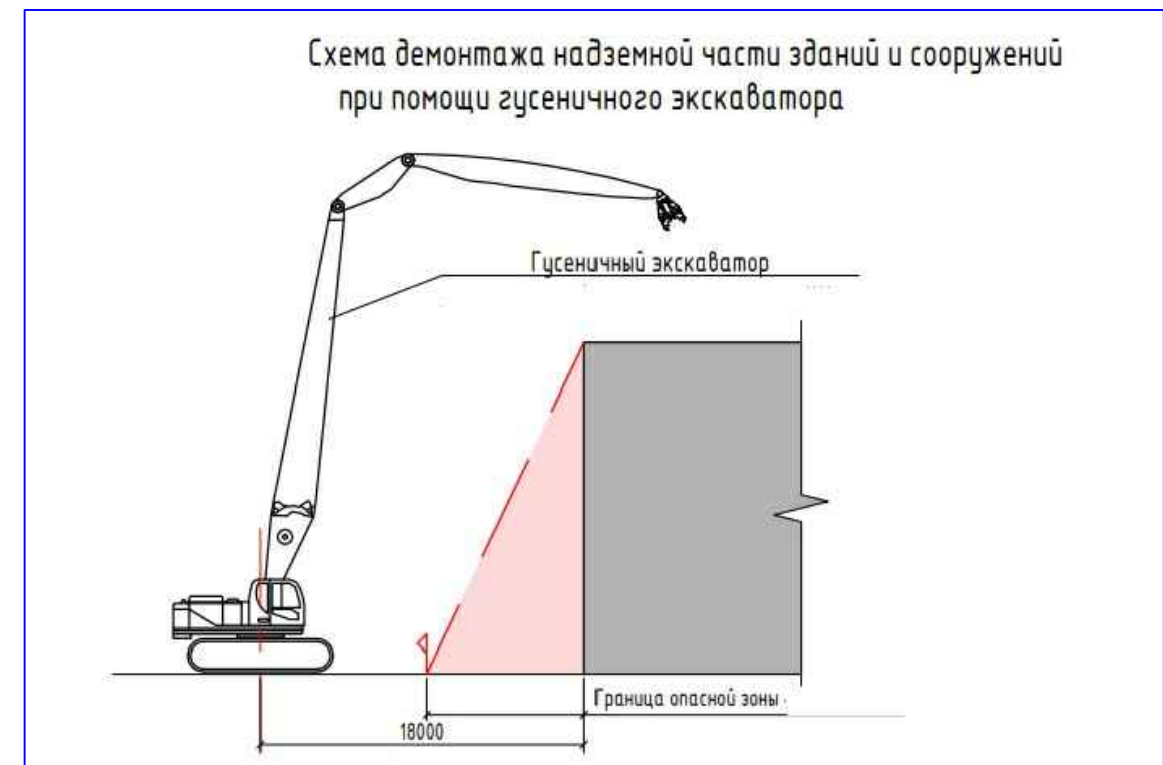 Схема демонтажа надземной части зданий и сооружений
при помощи гусеничного экскаватора
Гусеничный экскаватор
Граница опасной зоны
18000